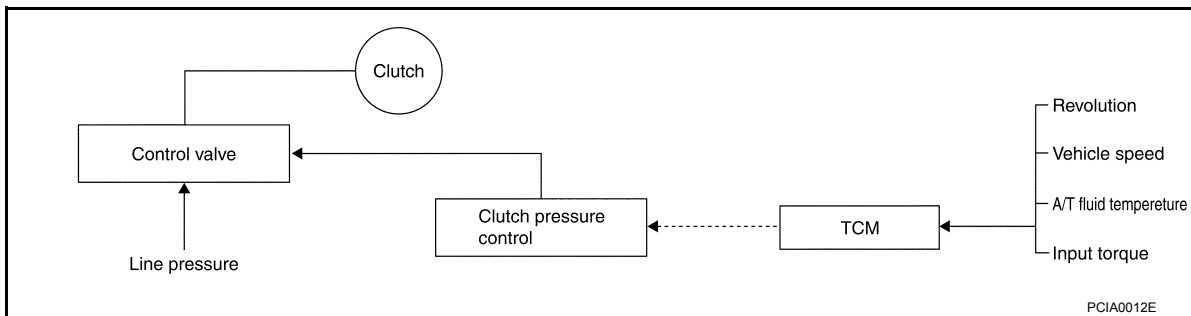 Clutch
Control valve
Line pressure
Clutch pressure
control
TCM
Revolution
Vehicle speed
A/T fluid tempereture
Input torque
PCIA0012E